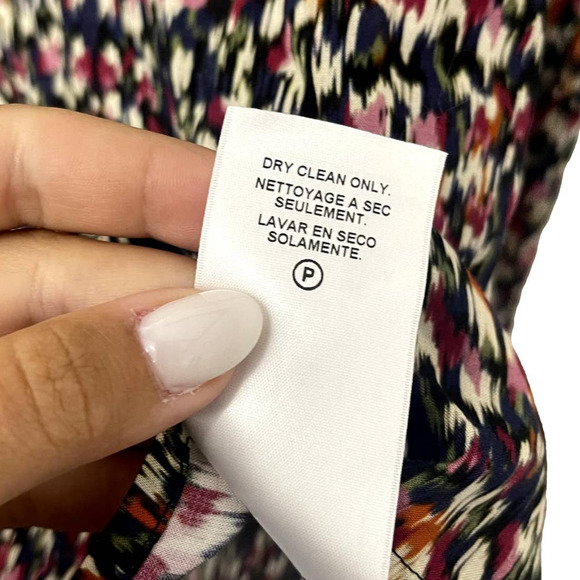 DRY CLEAN ONLY.
NETTOYAGE A SEC
SEULEMENT.
LAVAR EN SECO
SOLAMENTE.
P